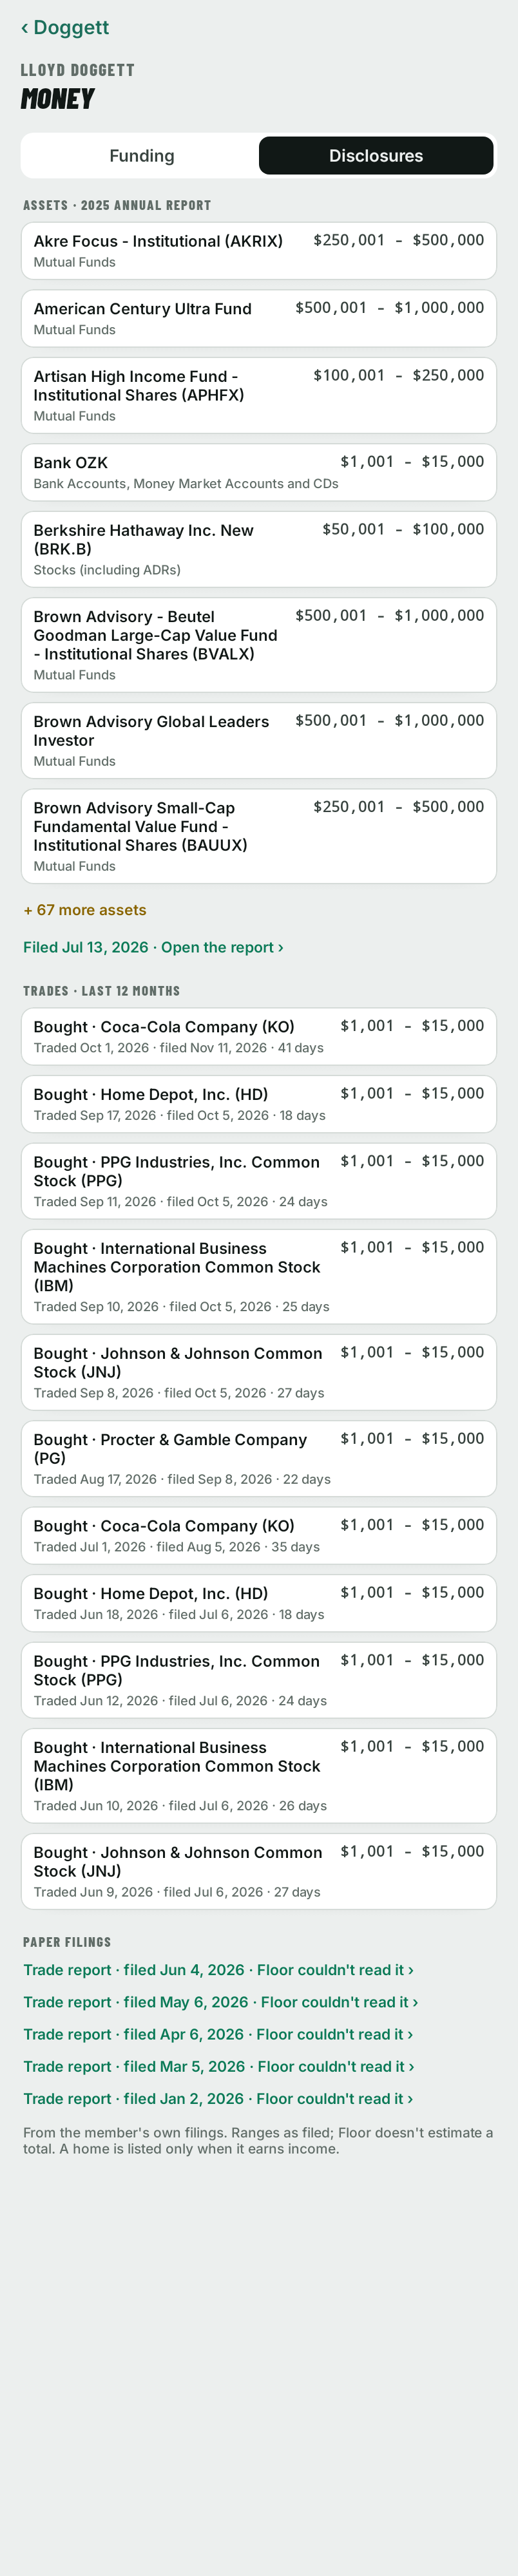 ‹ Doggett
LLOYD DOGGETT
MONEY
Funding
Disclosures
ASSETS · 2025 ANNUAL REPORT
Akre Focus - Institutional (AKRIX)
$250,001 – $500,000
Mutual Funds
American Century Ultra Fund
$500,001 – $1,000,000
Mutual Funds
Artisan High Income Fund -
Institutional Shares (APHFX)
$100,001 – $250,000
Mutual Funds
Bank OZK
$1,001 – $15,000
Bank Accounts, Money Market Accounts and CDs
Berkshire Hathaway Inc. New
(BRK.B)
$50,001 – $100,000
Stocks (including ADRs)
Brown Advisory - Beutel
Goodman Large-Cap Value Fund
- Institutional Shares (BVALX)
$500,001 – $1,000,000
Mutual Funds
Brown Advisory Global Leaders
Investor
$500,001 – $1,000,000
Mutual Funds
Brown Advisory Small-Cap
Fundamental Value Fund -
Institutional Shares (BAUUX)
$250,001 – $500,000
Mutual Funds
+ 67 more assets
Filed Jul 13, 2026 · Open the report ›
TRADES · LAST 12 MONTHS
Bought · Coca-Cola Company (KO)
$1,001 – $15,000
Traded Oct 1, 2026 · filed Nov 11, 2026 · 41 days
Bought · Home Depot, Inc. (HD)
$1,001 – $15,000
Traded Sep 17, 2026 · filed Oct 5, 2026 · 18 days
Bought · PPG Industries, Inc. Common
Stock (PPG)
$1,001 – $15,000
Traded Sep 11, 2026 · filed Oct 5, 2026 · 24 days
Bought · International Business
Machines Corporation Common Stock
(IBM)
$1,001 – $15,000
Traded Sep 10, 2026 · filed Oct 5, 2026 · 25 days
Bought · Johnson & Johnson Common
Stock (JNJ)
$1,001 – $15,000
Traded Sep 8, 2026 · filed Oct 5, 2026 · 27 days
Bought · Procter & Gamble Company
(PG)
$1,001 – $15,000
Traded Aug 17, 2026 · filed Sep 8, 2026 · 22 days
Bought · Coca-Cola Company (KO)
$1,001 – $15,000
Traded Jul 1, 2026 · filed Aug 5, 2026 · 35 days
Bought · Home Depot, Inc. (HD)
$1,001 – $15,000
Traded Jun 18, 2026 · filed Jul 6, 2026 · 18 days
Bought · PPG Industries, Inc. Common
Stock (PPG)
$1,001 – $15,000
Traded Jun 12, 2026 · filed Jul 6, 2026 · 24 days
Bought · International Business
Machines Corporation Common Stock
(IBM)
$1,001 – $15,000
Traded Jun 10, 2026 · filed Jul 6, 2026 · 26 days
Bought · Johnson & Johnson Common
Stock (JNJ)
$1,001 – $15,000
Traded Jun 9, 2026 · filed Jul 6, 2026 · 27 days
PAPER FILINGS
Trade report · filed Jun 4, 2026 · Floor couldn't read it ›
Trade report · filed May 6, 2026 · Floor couldn't read it ›
Trade report · filed Apr 6, 2026 · Floor couldn't read it ›
Trade report · filed Mar 5, 2026 · Floor couldn't read it ›
Trade report · filed Jan 2, 2026 · Floor couldn't read it ›
From the member's own filings. Ranges as filed; Floor doesn't estimate a
total. A home is listed only when it earns income.